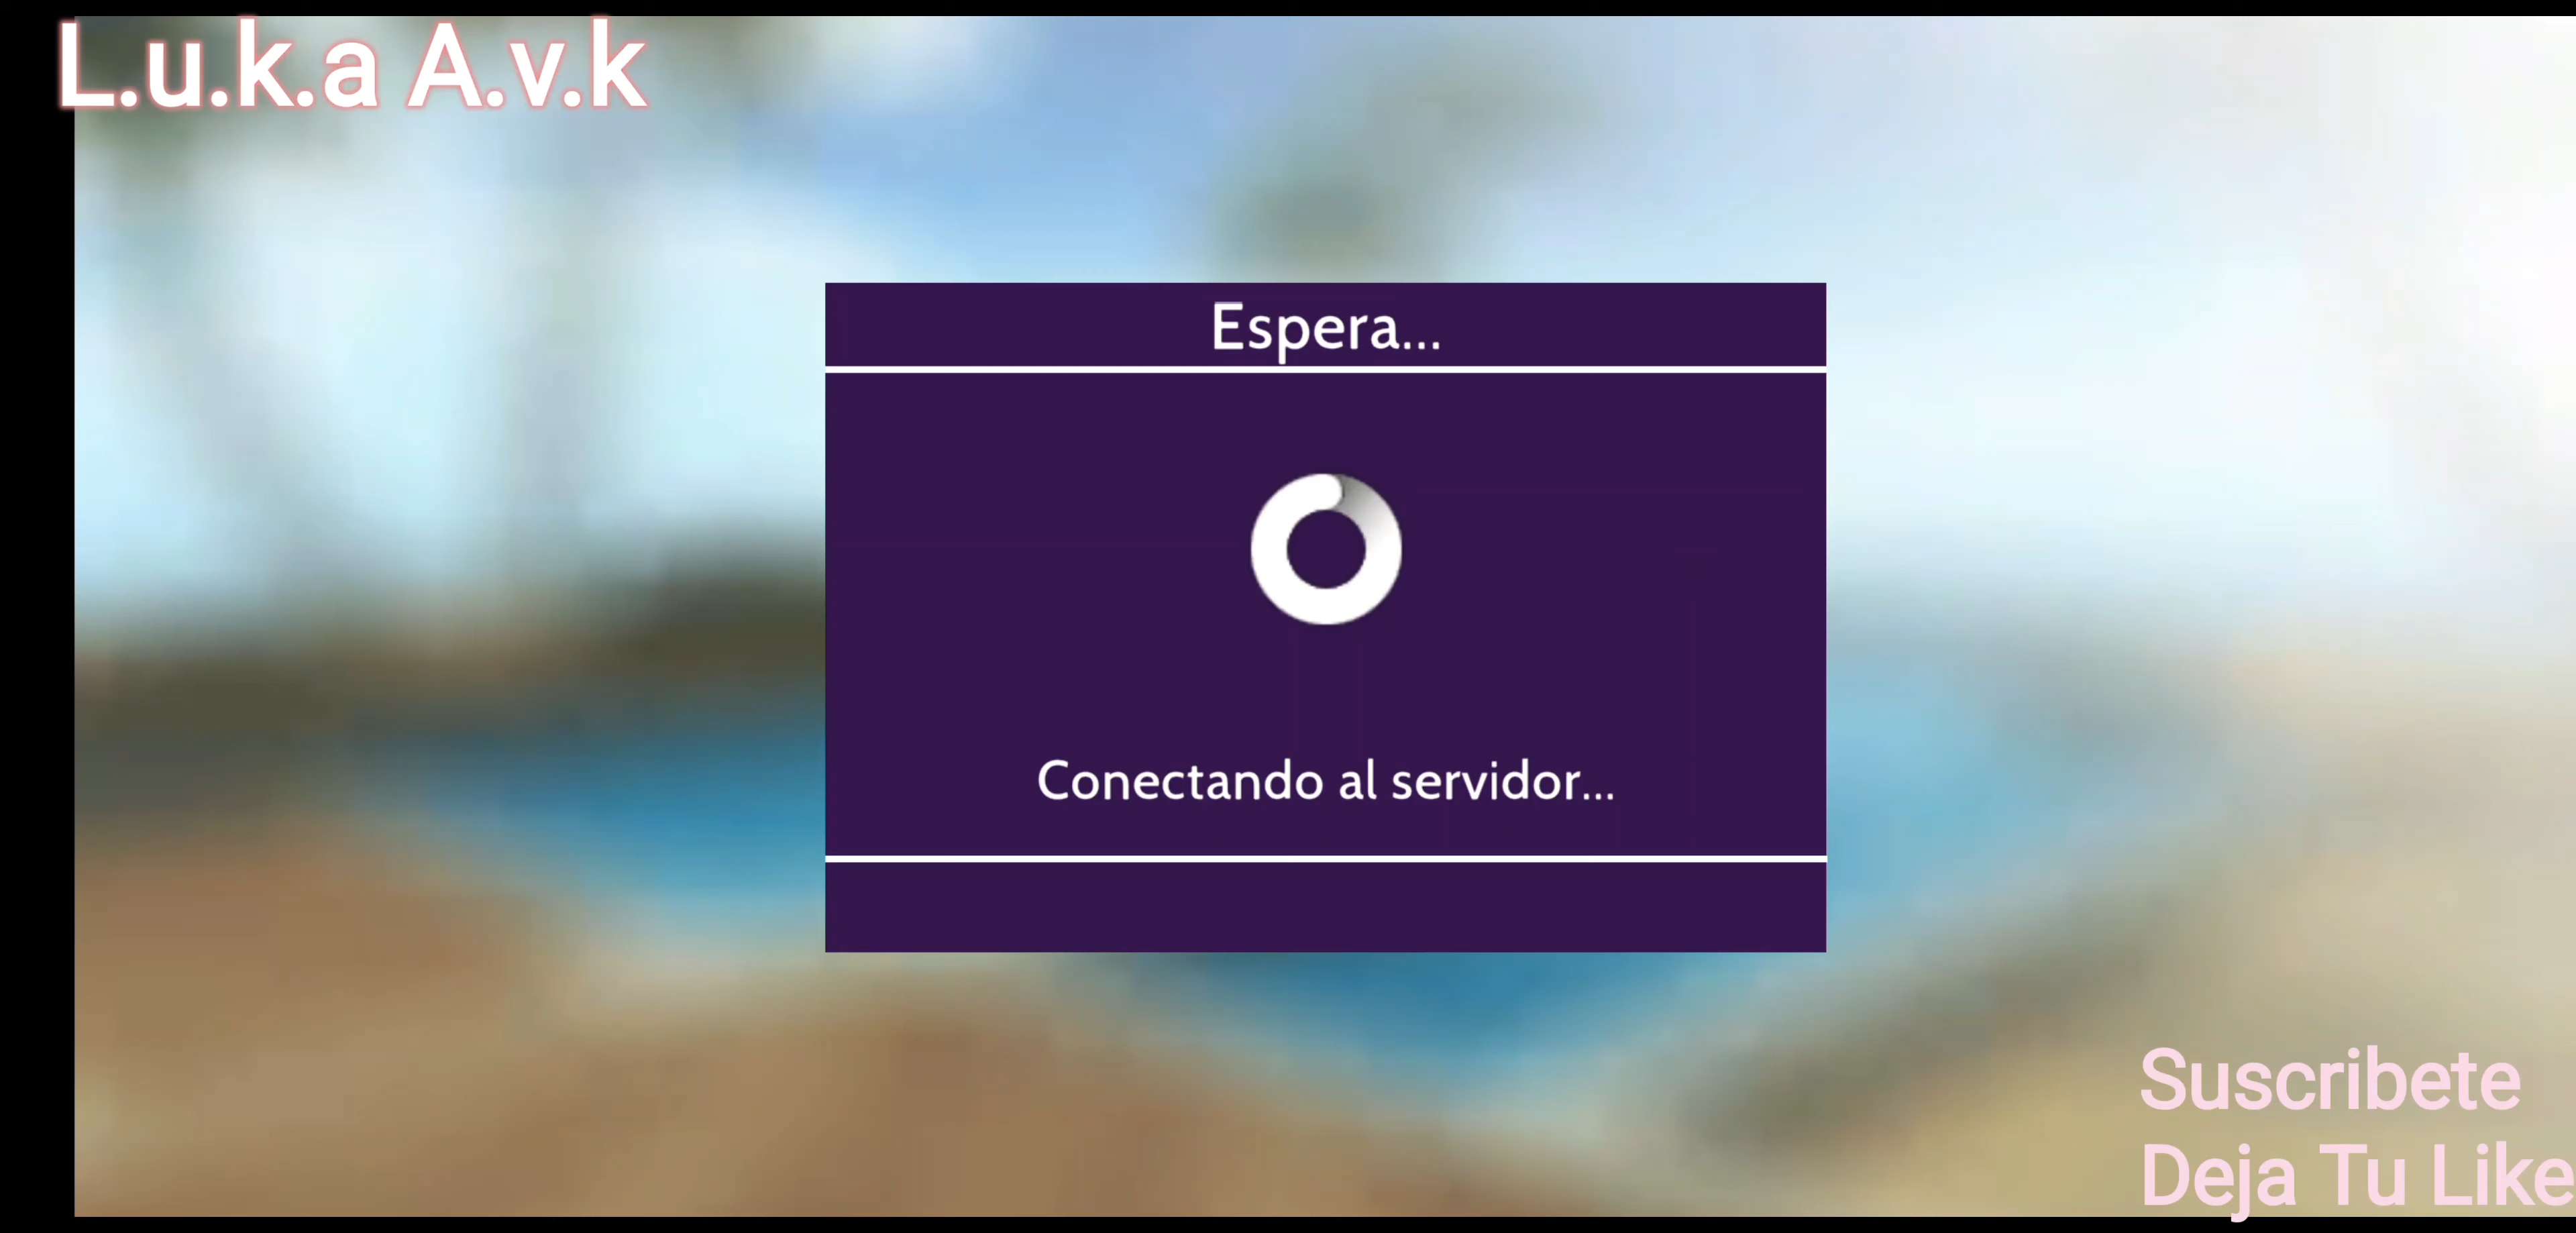 L.u.k.a A.v.k
Espera...
Conectando al servidor...
Suscribete
Deja Tu Like